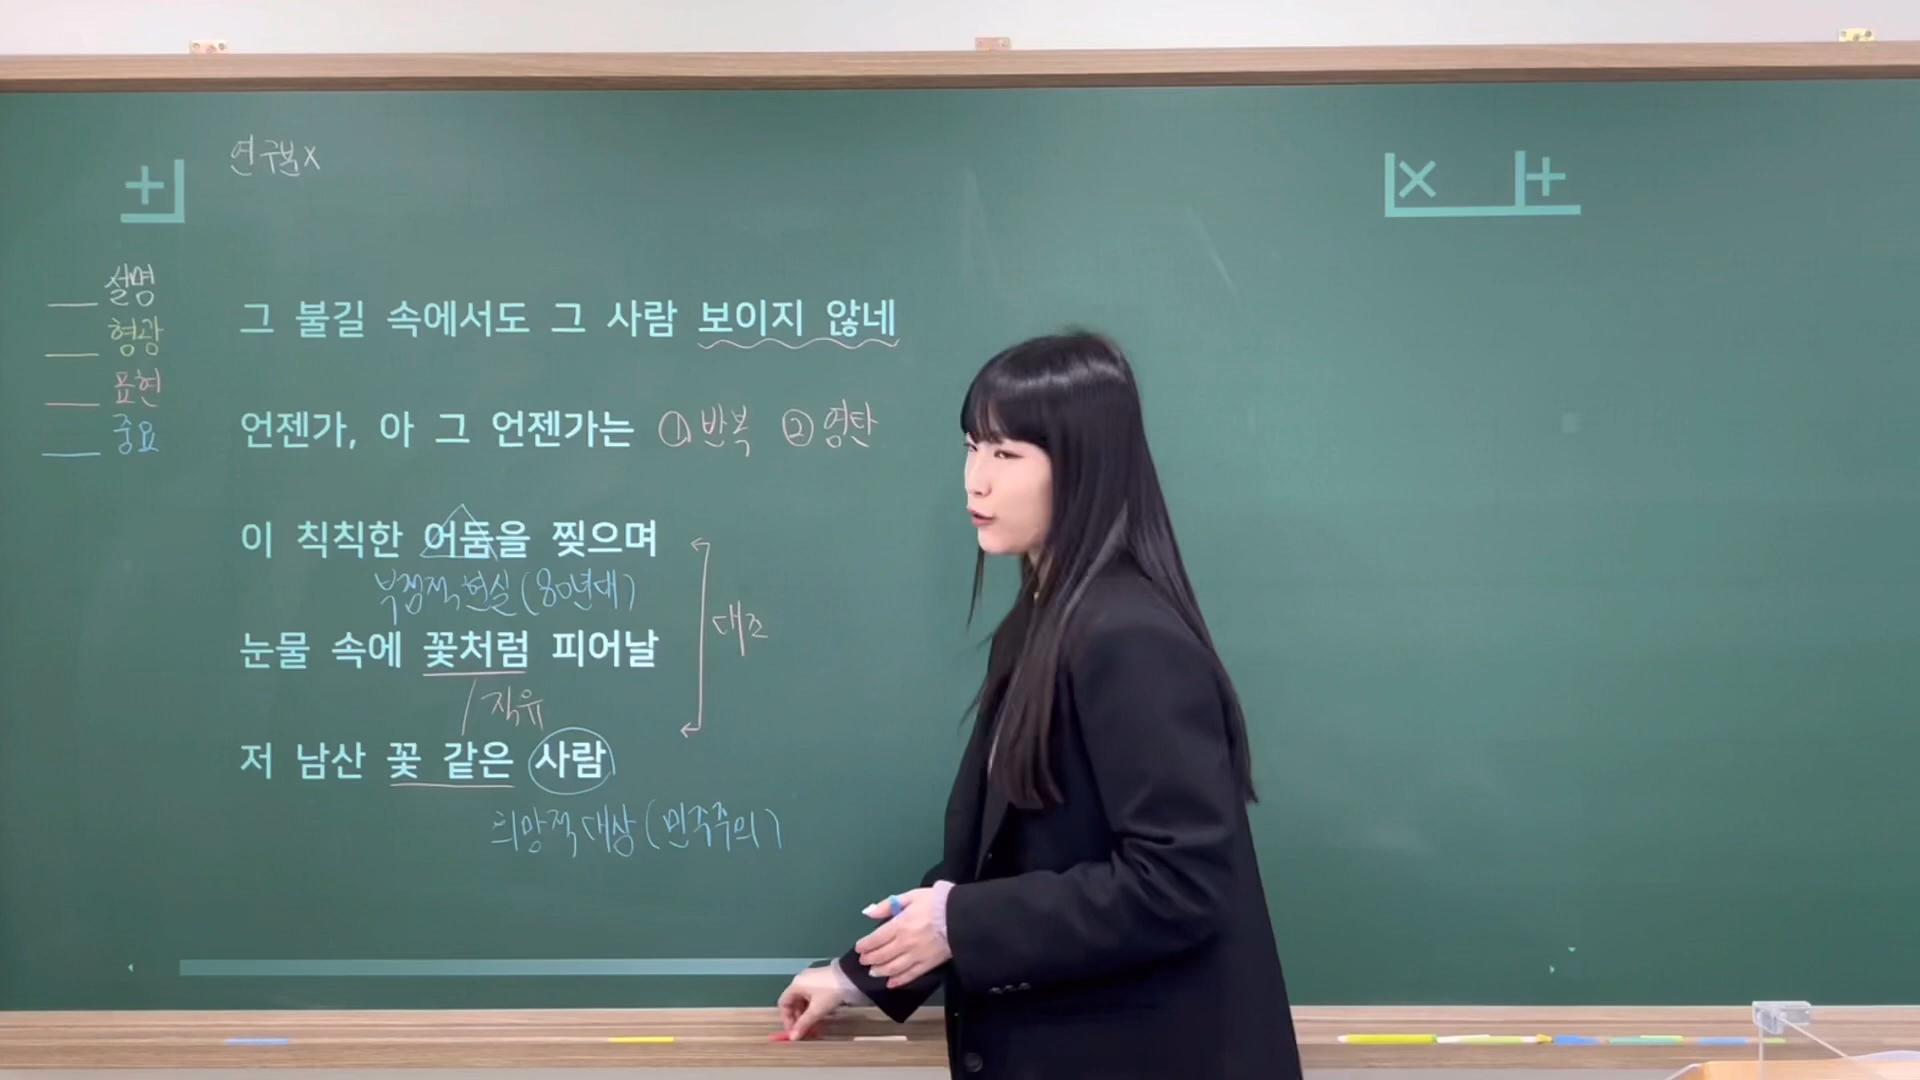 연구본X
설명
형광
표현
중요
그 불길 속에서도 그 사람 보이지 않네
언젠가, 아 그 언젠가는 ①반복 ②영탄
이 칙칙한 어둠을 찢으며
부정적 현실(80년대)
대조
눈물 속에 꽃처럼 피어날
직유
저 남산 꽃 같은 사람
희망적 대상(민주주의)